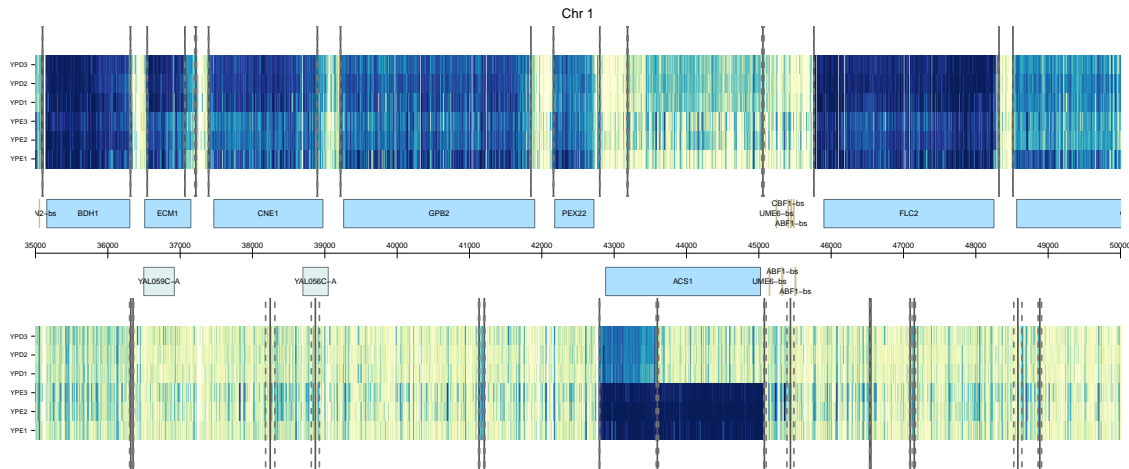 Chr 1
YPD3
YPD2
YPD1
YPE3
YPE2
YPE1
N2-bs BDH1 ECM1 CNE1 GPB2 PEX22 CBF1-bs
UME6-bs
ABF1-bs FLC2
35000 36000 37000 38000 39000 40000 41000 42000 43000 44000 45000 46000 47000 48000 49000 50000
YAL059C-A YAL056C-A ACS1 ABF1-bs
UME6-bs
ABF1-bs
YPD3
YPD2
YPD1
YPE3
YPE2
YPE1